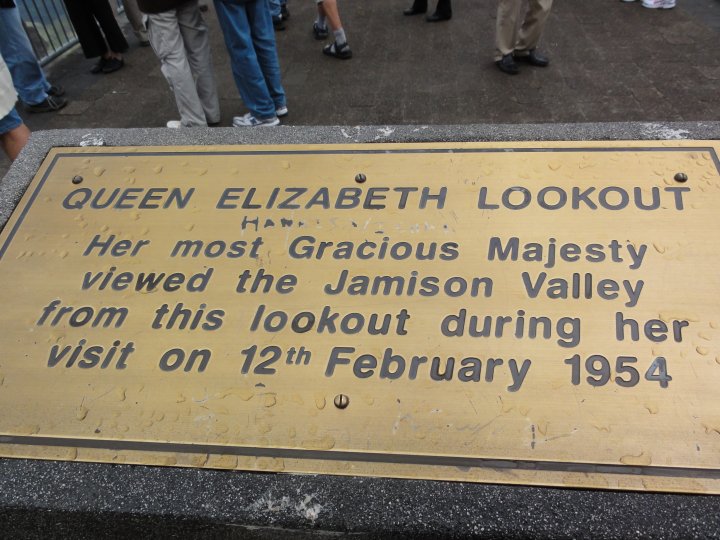 QUEEN ELIZABETH LOOKOUT
Her most Gracious Majesty
viewed the Jamison Valley
from this lookout during her
visit on 12th February 1954